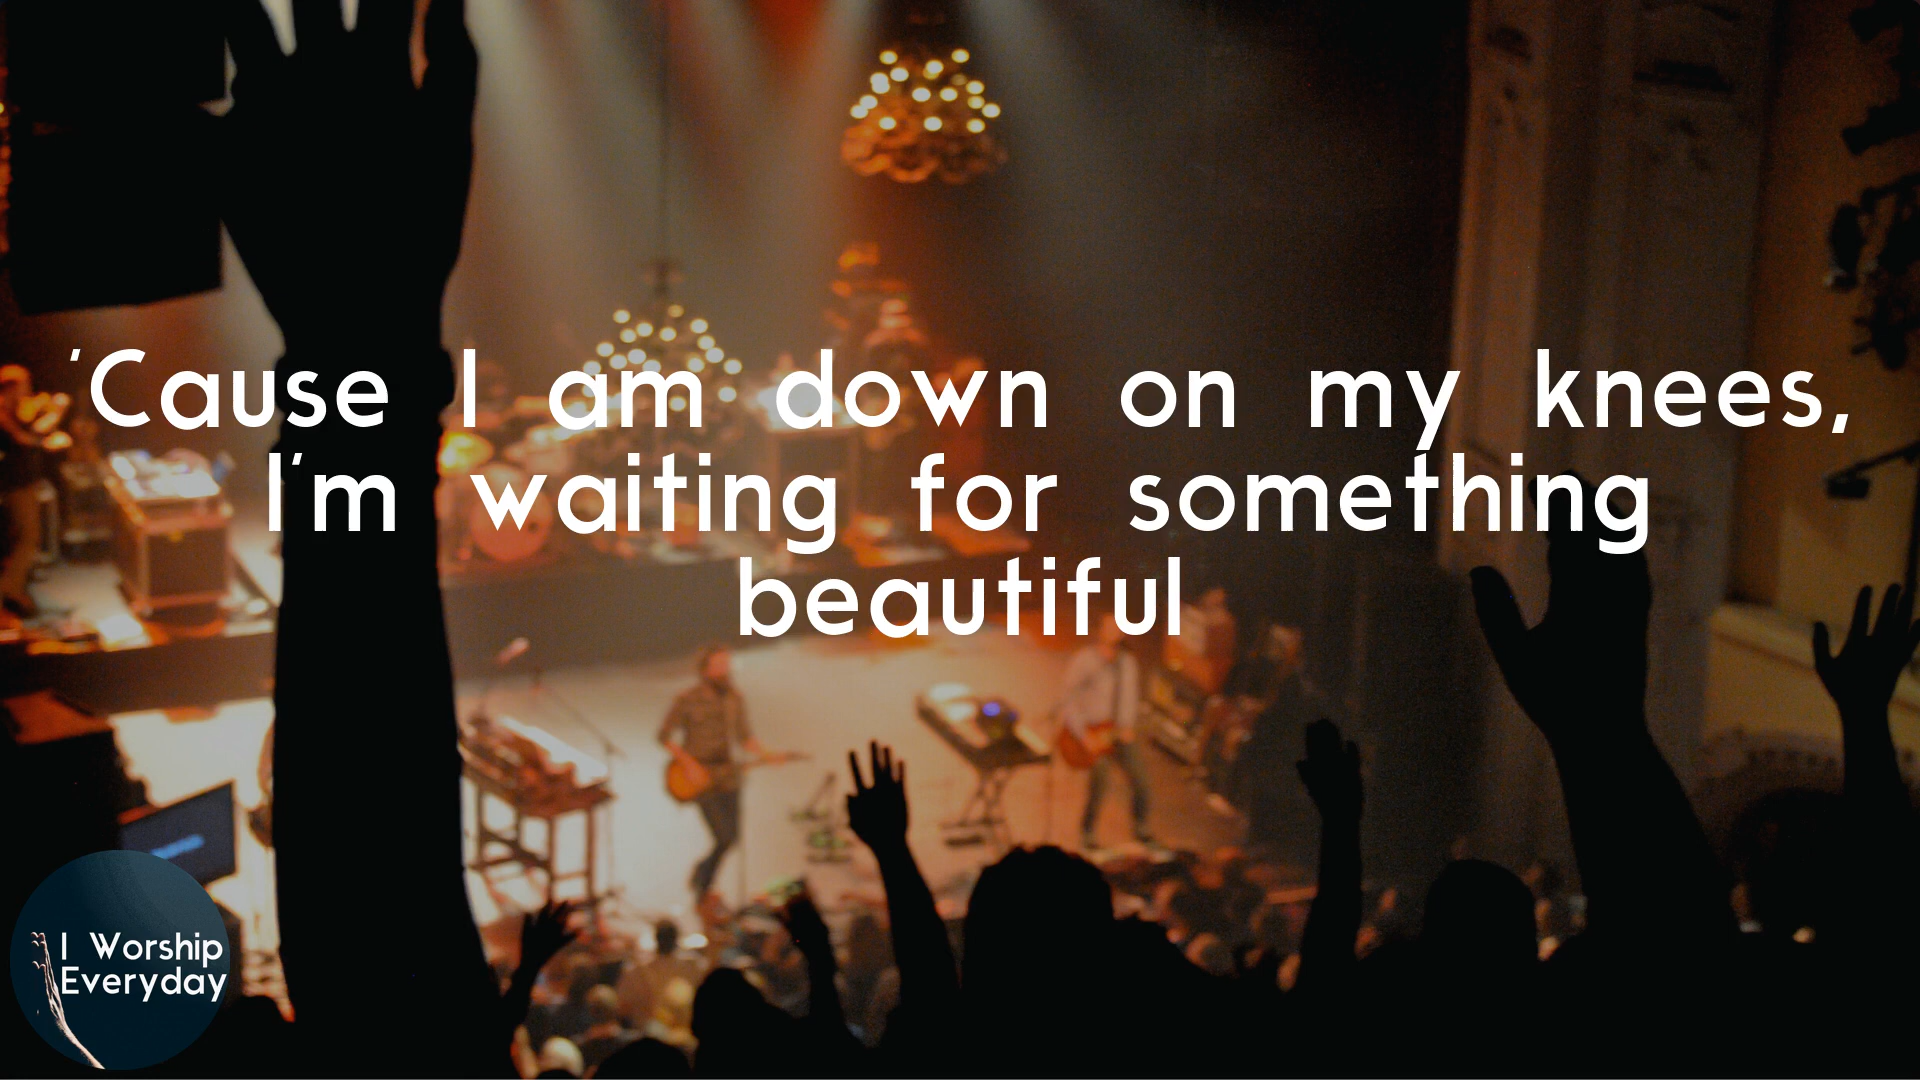 'Cause I am down on my knees,
I'm waiting for something
beautiful
I Worship
Everyday